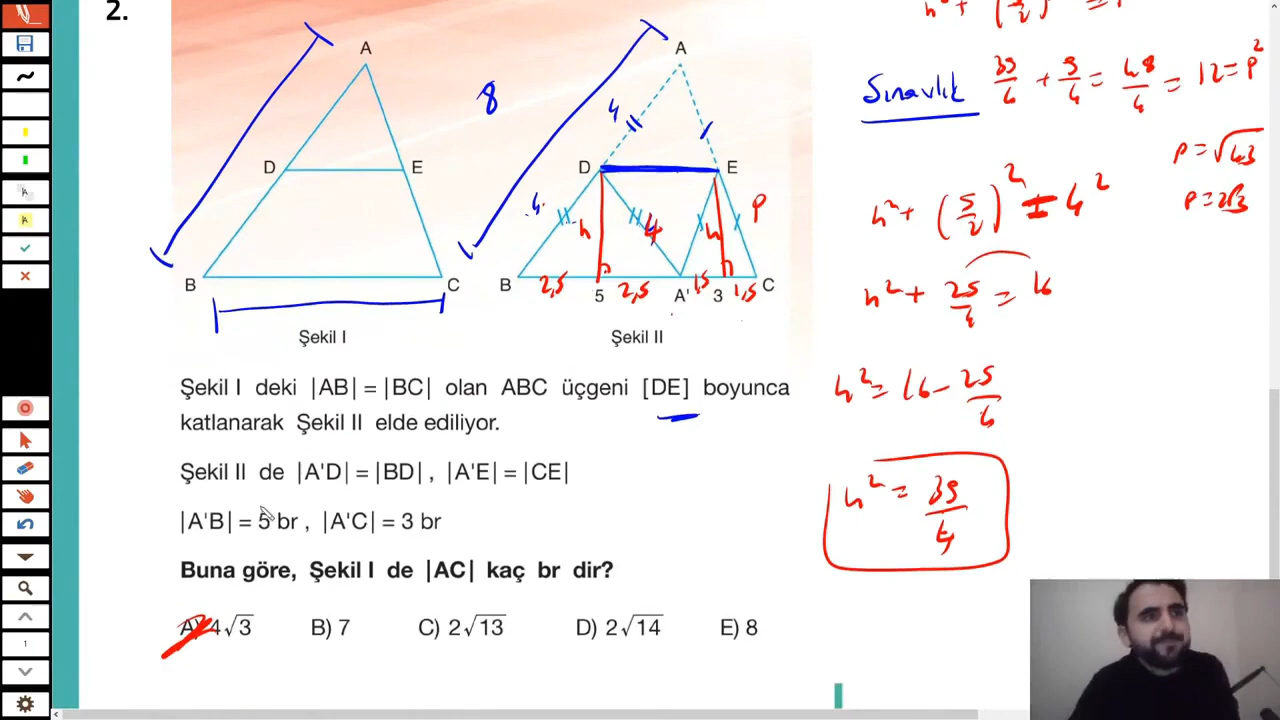 2.
A
D
E
B
C
Şekil I
8
A
4
D
E
4
h
4
h
P
B
2,5
5
2,5
A'
1,5
3
1,5
C
Şekil II
Şekil I deki |AB| = |BC| olan ABC üçgeni [DE] boyunca
katlanarak Şekil II elde ediliyor.
Şekil II de |A'D| = |BD| , |A'E| = |CE|
|A'B| = 5 br , |A'C| = 3 br
Buna göre, Şekil I de |AC| kaç br dir?
A) 4√3 B) 7 C) 2√13 D) 2√14 E) 8
Sınavlık
39/4 + 9/4 = 48/4 = 12 = P²
P = √43
P = 2√3
h² + (5/2)² = 4²
h² + 25/4 = 16
h² = 16 - 25/4
h² = 39/4
1